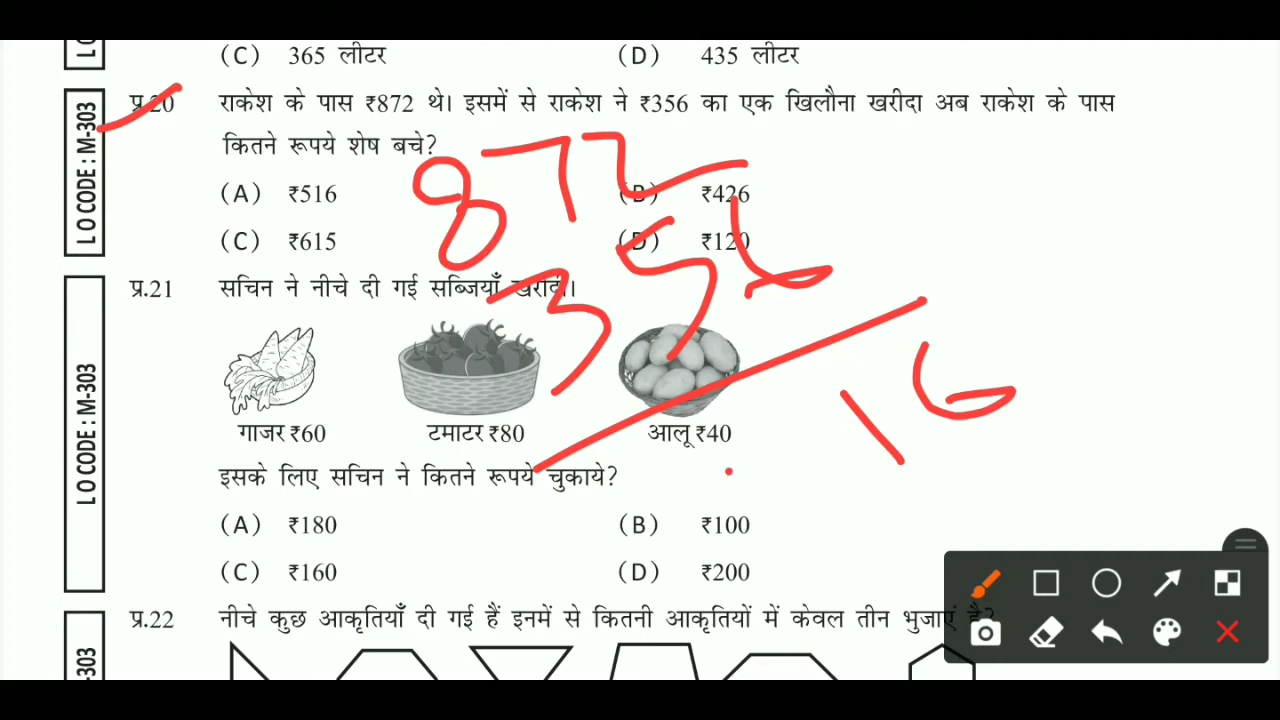 (C) 365 लीटर (D) 435 लीटर
L O CODE : M-303
प्र.20 राकेश के पास ₹872 थे। इसमें से राकेश ने ₹356 का एक खिलौना खरीदा अब राकेश के पास
कितने रूपये शेष बचे?
(A) ₹516 (B) ₹426
(C) ₹615 (D) ₹120
872
356
16
L O CODE : M-303
प्र.21 सचिन ने नीचे दी गई सब्जियाँ खरीदी।
गाजर ₹60 टमाटर ₹80 आलू ₹40
इसके लिए सचिन ने कितने रूपये चुकाये?
(A) ₹180 (B) ₹100
(C) ₹160 (D) ₹200
प्र.22 नीचे कुछ आकृतियाँ दी गई हैं इनमें से कितनी आकृतियों में केवल तीन भुजाएं है?
-303